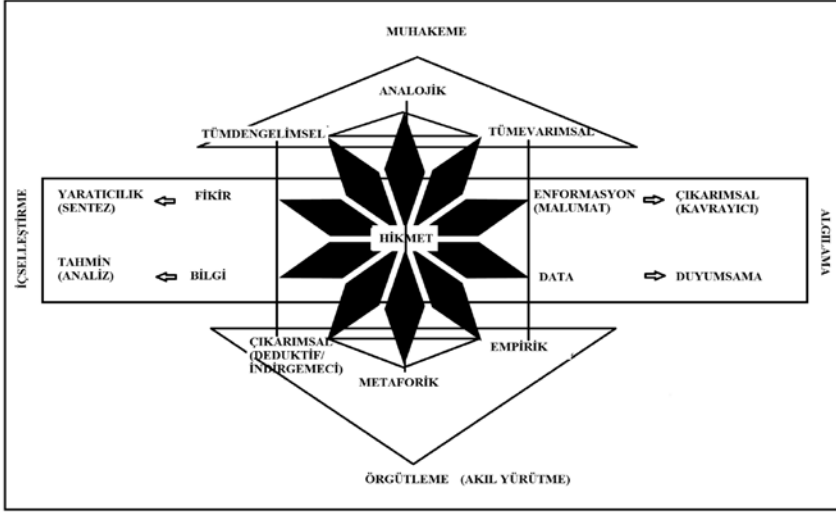 MUHAKEME
ANALOJİK
TÜMDENGELİMSEL
TÜMEVARIMSAL
İÇSELLEŞTİRME
YARATICILIK
(SENTEZ)
FİKİR
ENFORMASYON
(MALUMAT)
ÇIKARIMSAL
(KAVRAYICI)
ALGILAMA
HİKMET
TAHMİN
(ANALİZ)
BİLGİ
DATA
DUYUMSAMA
ÇIKARIMSAL
(DEDUKTİF/
İNDİRGEMECİ)
EMPİRİK
METAFORİK
ÖRGÜTLEME (AKIL YÜRÜTME)